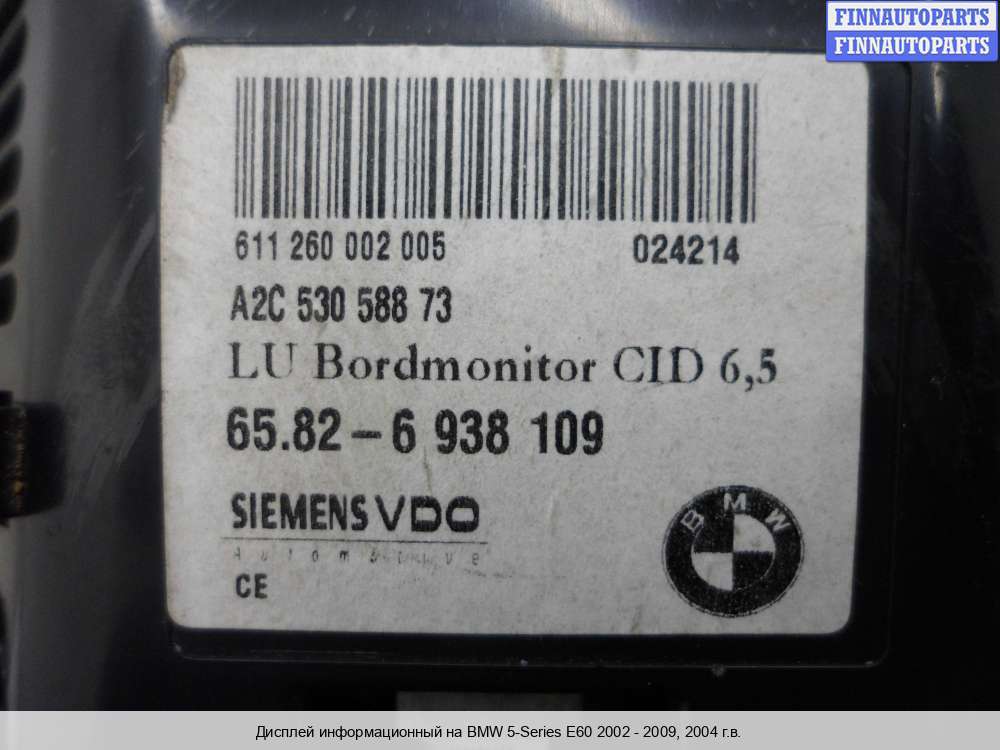 FINNAUTOPARTS
FINNAUTOPARTS
611 260 002 005 024214
A2C 530 588 73
LU Bordmonitor CID 6,5
65.82 - 6 938 109
SIEMENS VDO
Automotive
CE
BMW
Дисплей информационный на BMW 5-Series E60 2002 - 2009, 2004 г.в.